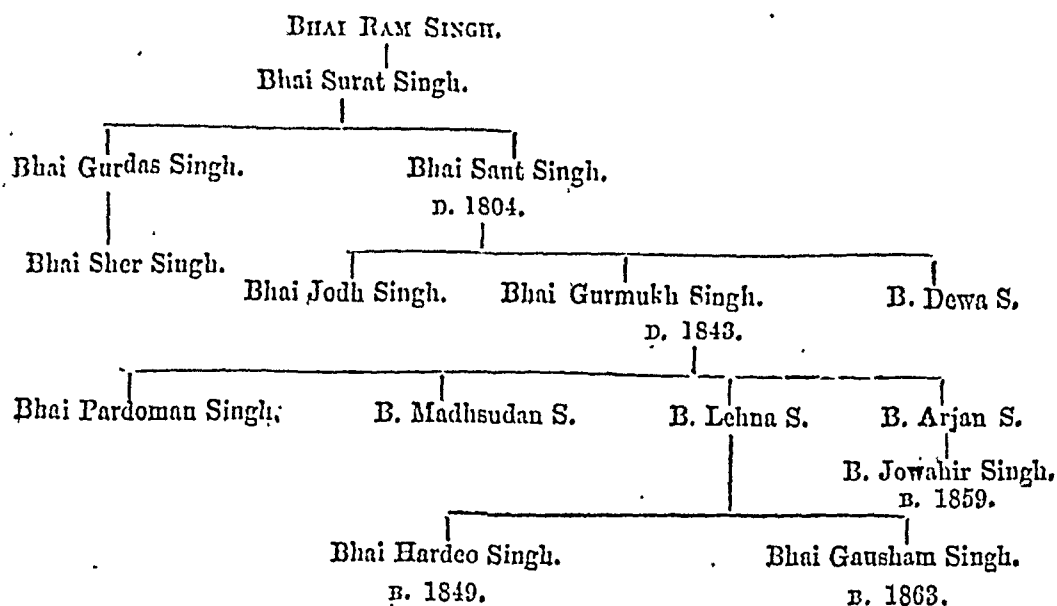 BHAI RAM SINGH.
Bhai Surat Singh.
Bhai Gurdas Singh. Bhai Sant Singh.
D. 1804.
Bhai Sher Singh.
Bhai Jodh Singh. Bhai Gurmukh Singh. B. Dewa S.
D. 1843.
Bhai Pardoman Singh. B. Madhsudan S. B. Lehna S. B. Arjan S.
B. Jowahir Singh.
B. 1859.
Bhai Hardeo Singh. Bhai Gausham Singh.
B. 1849. B. 1863.